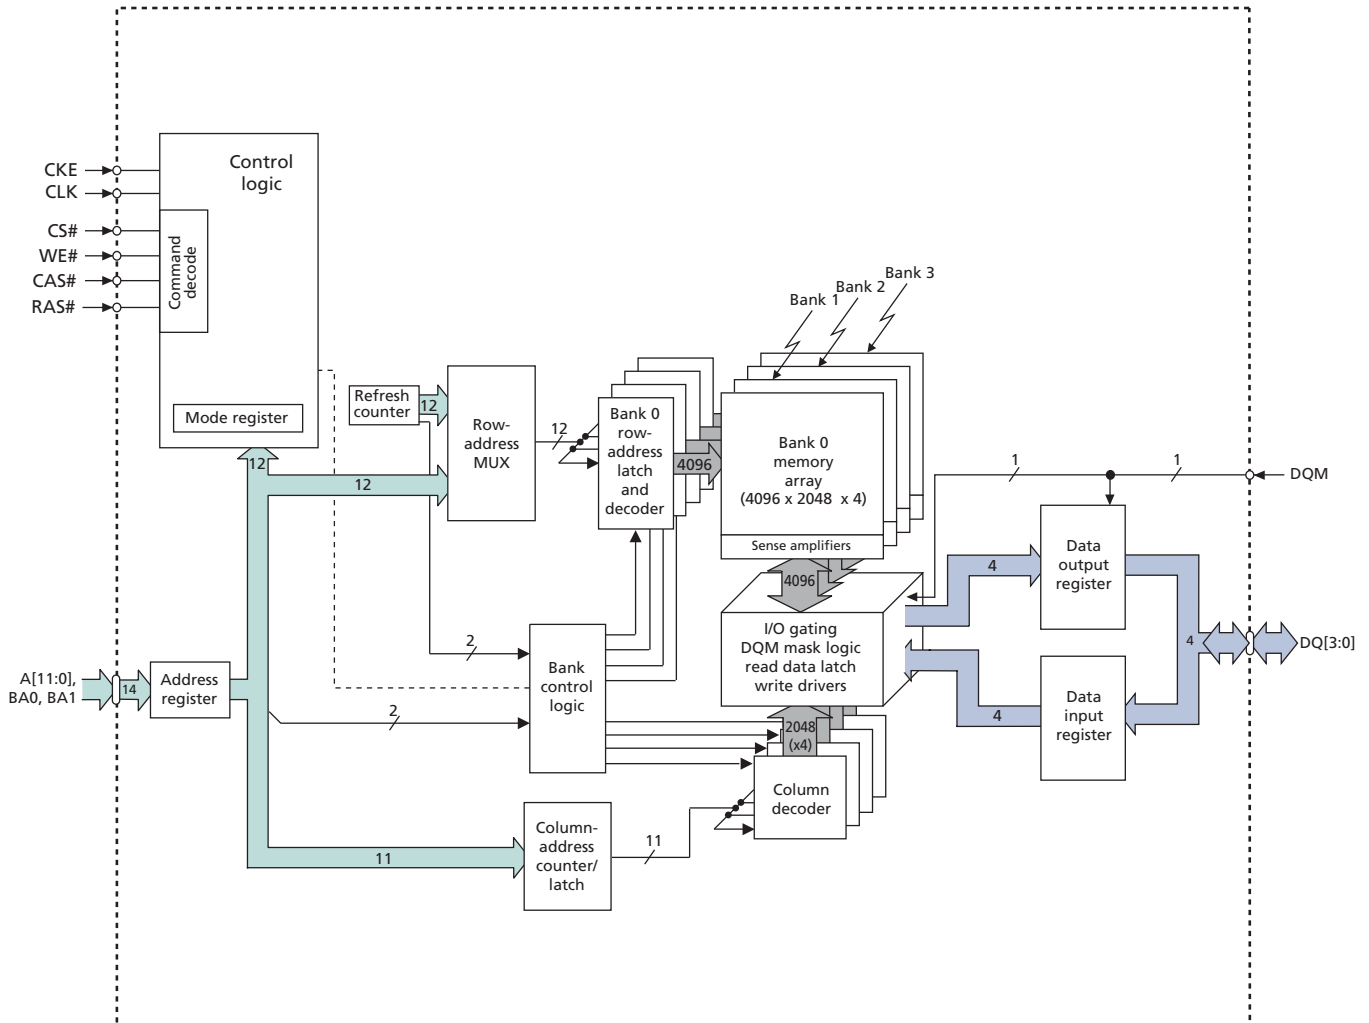 CKE
CLK
CS#
WE#
CAS#
RAS#
Control
logic
Command
decode
Mode register
12
12
Refresh
counter
12
Row-
address
MUX
12
Bank 0
row-
address
latch
and
decoder
4096
Bank 1
Bank 2
Bank 3
Bank 0
memory
array
(4096 x 2048 x 4)
Sense amplifiers
4096
I/O gating
DQM mask logic
read data latch
write drivers
2048
(x4)
Column
decoder
1
1
DQM
Data
output
register
4
4
DQ[3:0]
Data
input
register
4
A[11:0],
BA0, BA1
14
Address
register
2
2
Bank
control
logic
11
Column-
address
counter/
latch
11